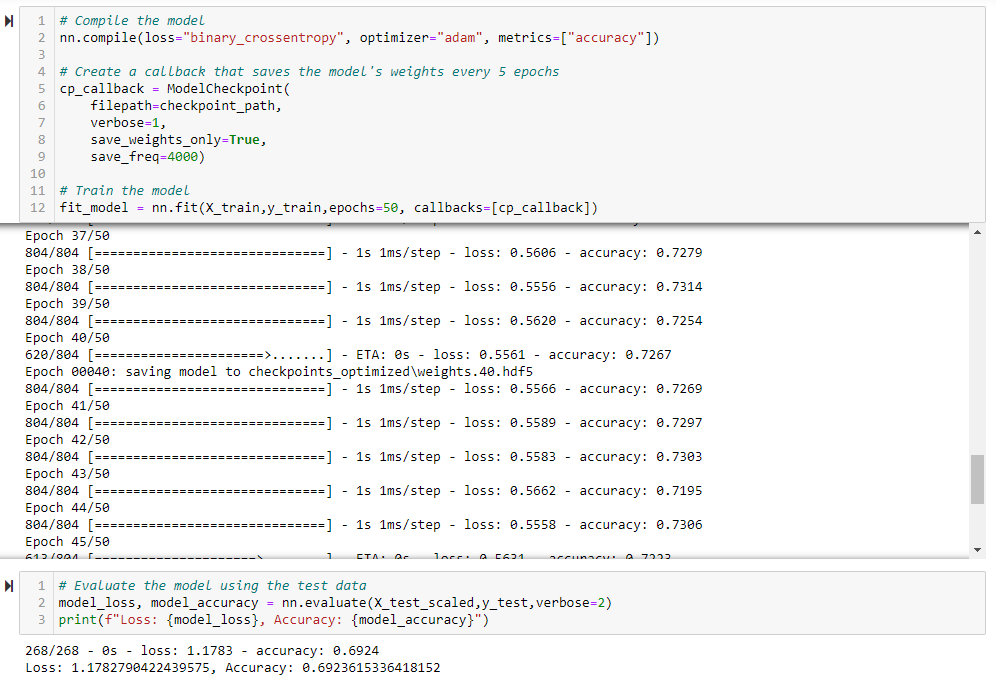 1 # Compile the model
2 nn.compile(loss="binary_crossentropy", optimizer="adam", metrics=["accuracy"])
3
4 # Create a callback that saves the model's weights every 5 epochs
5 cp_callback = ModelCheckpoint(
6     filepath=checkpoint_path,
7     verbose=1,
8     save_weights_only=True,
9     save_freq=4000)
10
11 # Train the model
12 fit_model = nn.fit(X_train,y_train,epochs=50, callbacks=[cp_callback])
Epoch 37/50
804/804 [==============================] - 1s 1ms/step - loss: 0.5606 - accuracy: 0.7279
Epoch 38/50
804/804 [==============================] - 1s 1ms/step - loss: 0.5556 - accuracy: 0.7314
Epoch 39/50
804/804 [==============================] - 1s 1ms/step - loss: 0.5620 - accuracy: 0.7254
Epoch 40/50
620/804 [======================>.......] - ETA: 0s - loss: 0.5561 - accuracy: 0.7267
Epoch 00040: saving model to checkpoints_optimized\weights.40.hdf5
804/804 [==============================] - 1s 1ms/step - loss: 0.5566 - accuracy: 0.7269
Epoch 41/50
804/804 [==============================] - 1s 1ms/step - loss: 0.5589 - accuracy: 0.7297
Epoch 42/50
804/804 [==============================] - 1s 1ms/step - loss: 0.5583 - accuracy: 0.7303
Epoch 43/50
804/804 [==============================] - 1s 1ms/step - loss: 0.5662 - accuracy: 0.7195
Epoch 44/50
804/804 [==============================] - 1s 1ms/step - loss: 0.5558 - accuracy: 0.7306
Epoch 45/50
613/804 [=====================>........] - ETA: 0s - loss: 0.5631 - accuracy: 0.7223
1 # Evaluate the model using the test data
2 model_loss, model_accuracy = nn.evaluate(X_test_scaled,y_test,verbose=2)
3 print(f"Loss: {model_loss}, Accuracy: {model_accuracy}")
268/268 - 0s - loss: 1.1783 - accuracy: 0.6924
Loss: 1.1782790422439575, Accuracy: 0.6923615336418152